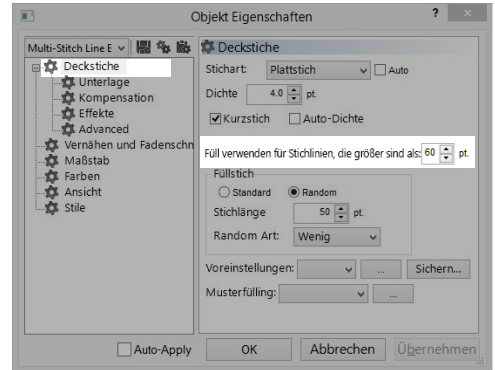 Objekt Eigenschaften
Multi-Stitch Line E
Deckstiche
Unterlage
Kompensation
Effekte
Advanced
Vernähen und Fadenschn
Maßstab
Farben
Ansicht
Stile
Deckstiche
Stichart: Plattstich Auto
Dichte 4.0 pt.
Kurzstich Auto-Dichte
Füll verwenden für Stichlinien, die größer sind als: 60 pt.
Füllstich
Standard Random
Stichlänge 50 pt.
Random Art: Wenig
Voreinstellungen: ... Sichern...
Musterfülling: ...
Auto-Apply OK Abbrechen Übernehmen